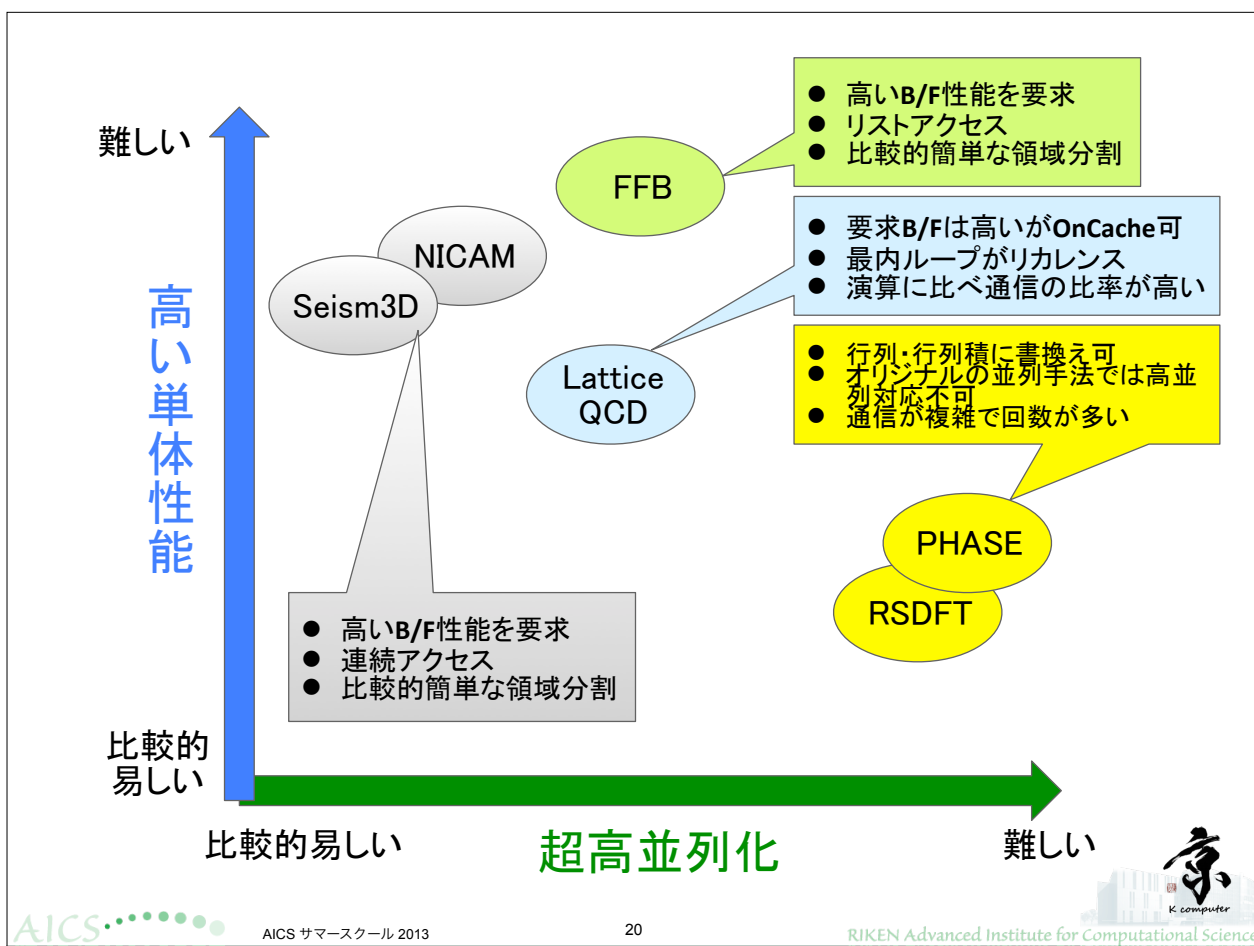 難しい
高い単体性能
比較的
易しい
比較的易しい
超高並列化
難しい
NICAM
Seism3D
● 高いB/F性能を要求
● 連続アクセス
● 比較的簡単な領域分割
FFB
● 高いB/F性能を要求
● リストアクセス
● 比較的簡単な領域分割
Lattice
QCD
● 要求B/Fは高いがOnCache可
● 最内ループがリカレンス
● 演算に比べ通信の比率が高い
PHASE
RSDFT
● 行列・行列積に書換え可
● オリジナルの並列手法では高並
列対応不可
● 通信が複雑で回数が多い
京
K computer
AICS
AICS サマースクール 2013
20
RIKEN Advanced Institute for Computational Science